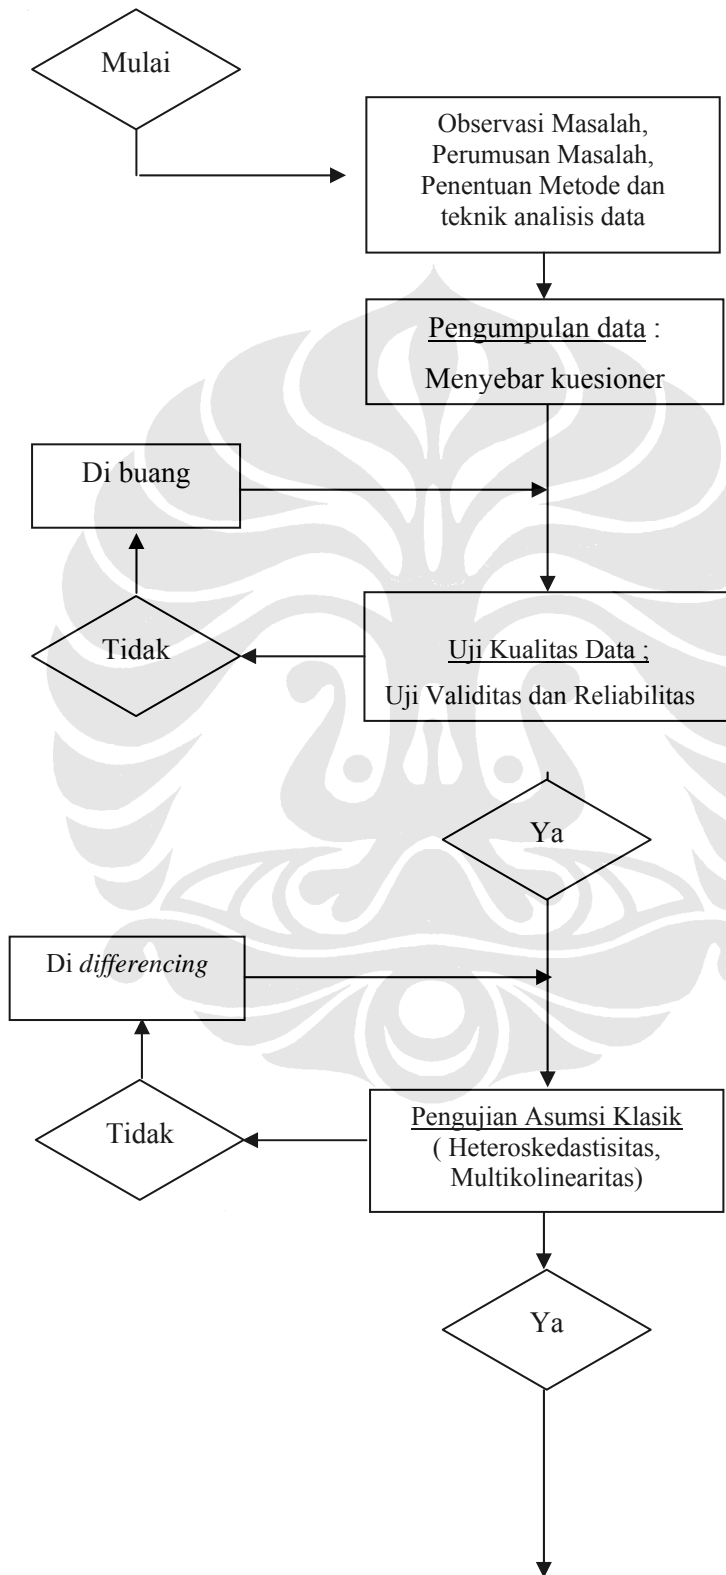 Mulai
Observasi Masalah,
Perumusan Masalah,
Penentuan Metode dan
teknik analisis data
Pengumpulan data :
Menyebar kuesioner
Di buang
Tidak
Uji Kualitas Data ;
Uji Validitas dan Reliabilitas
Ya
Di differencing
Tidak
Pengujian Asumsi Klasik
( Heteroskedastisitas,
Multikolinearitas)
Ya